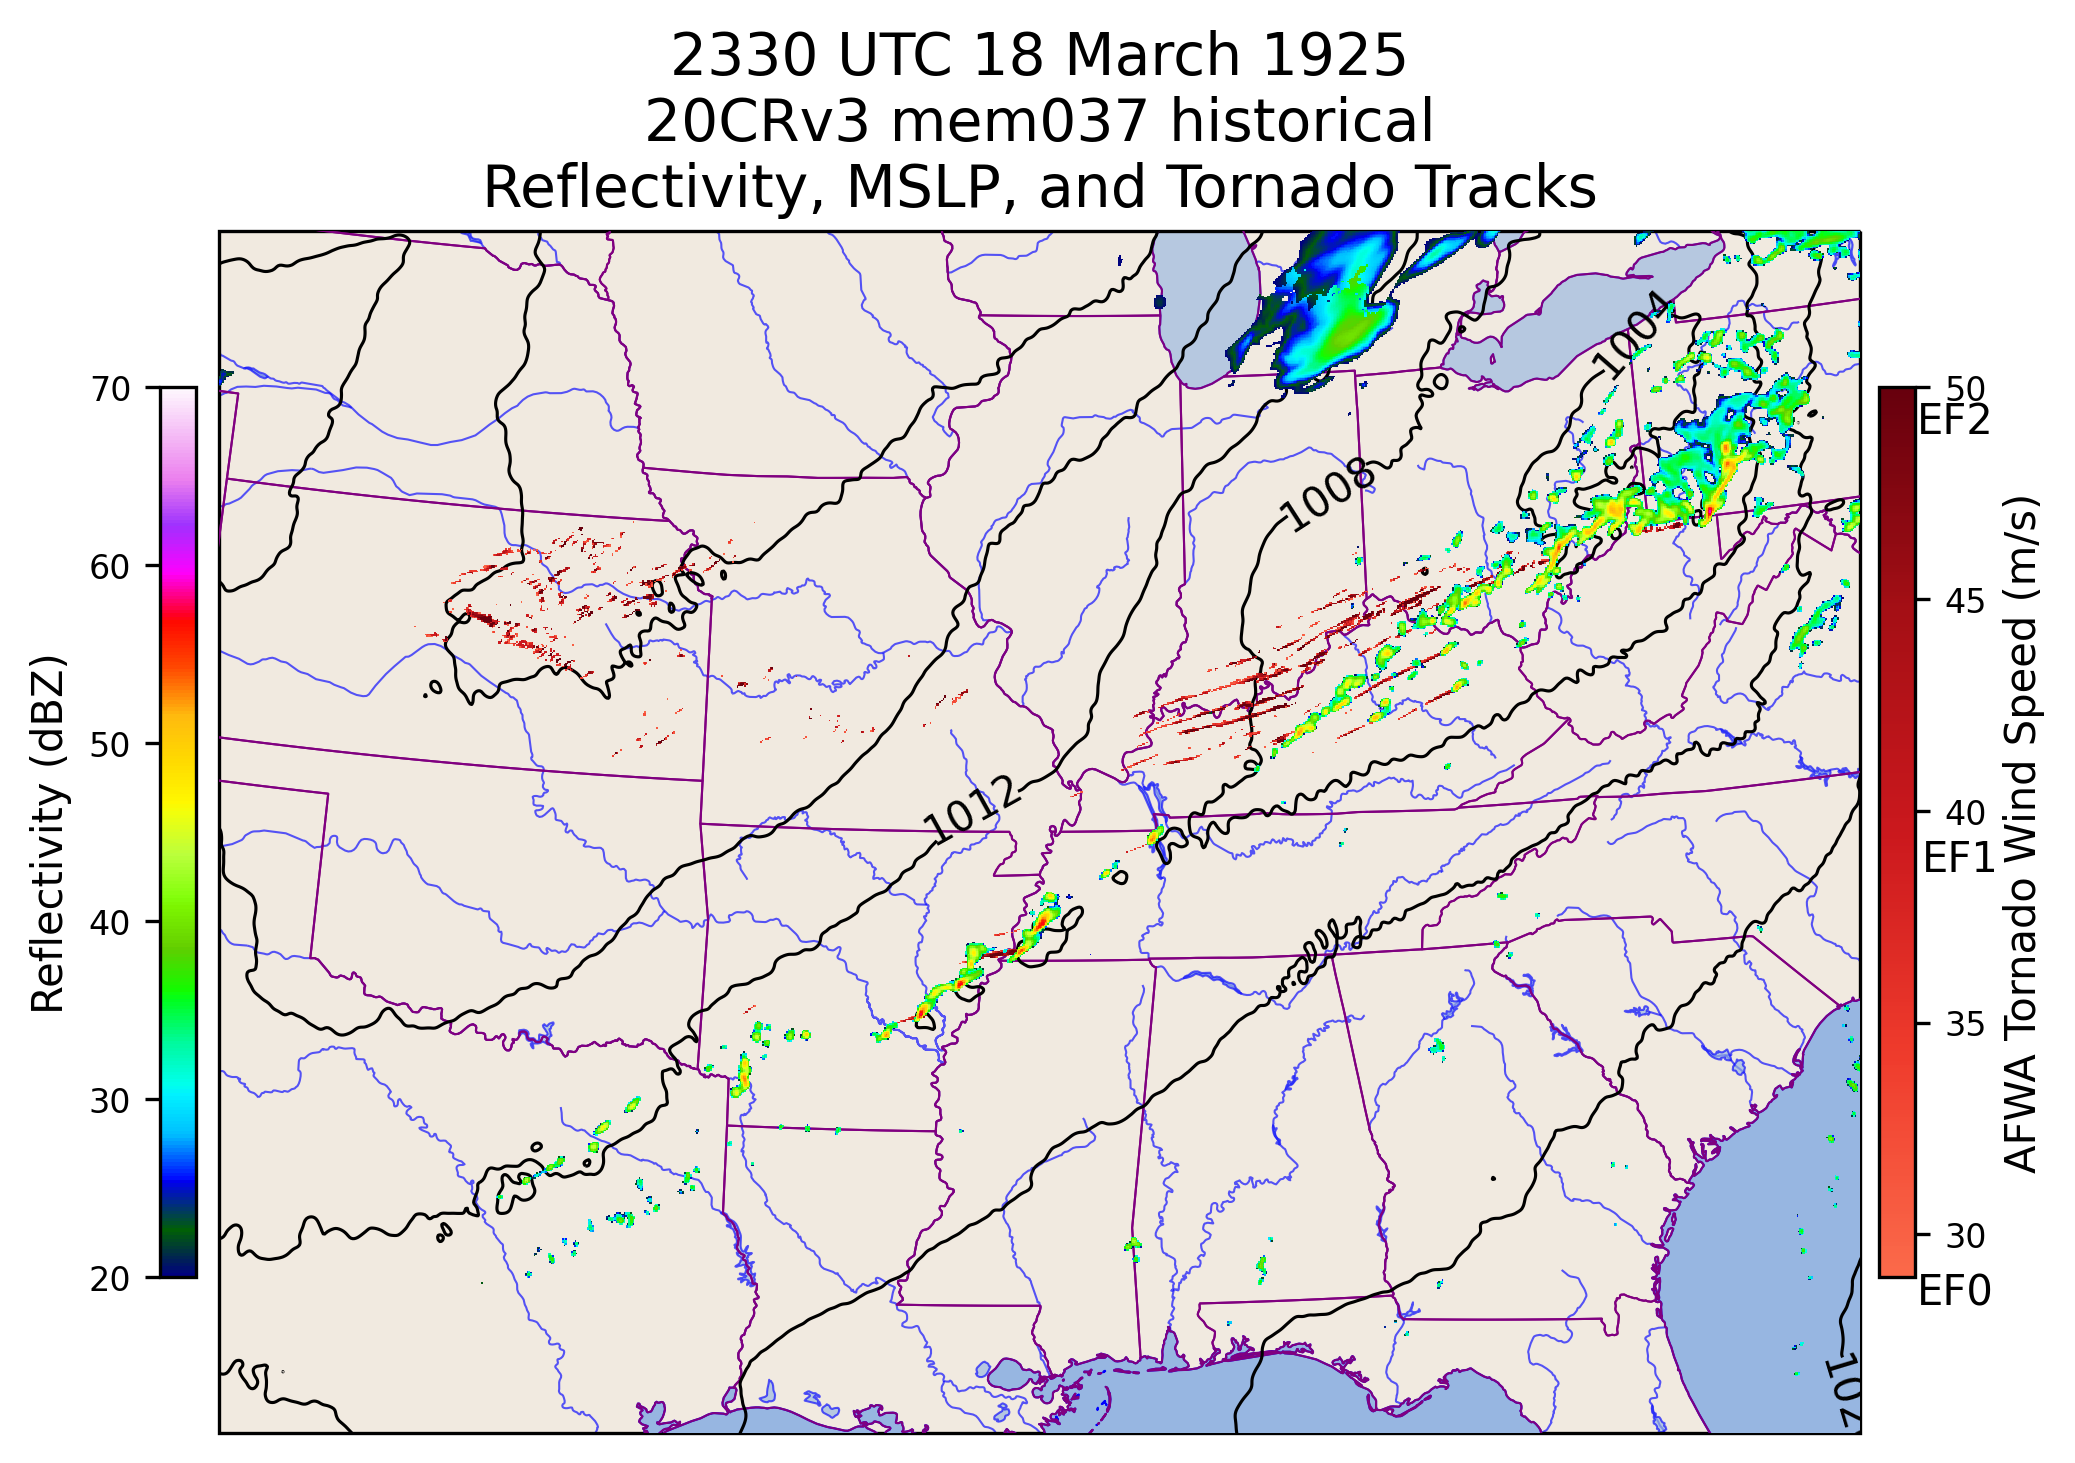 2330 UTC 18 March 1925
20CRv3 mem037 historical
Reflectivity, MSLP, and Tornado Tracks
70
60
50
40
30
20
Reflectivity (dBZ)
1004
1008
1012
50
EF2
45
40
EF1
35
30
EF0
AFWA Tornado Wind Speed (m/s)